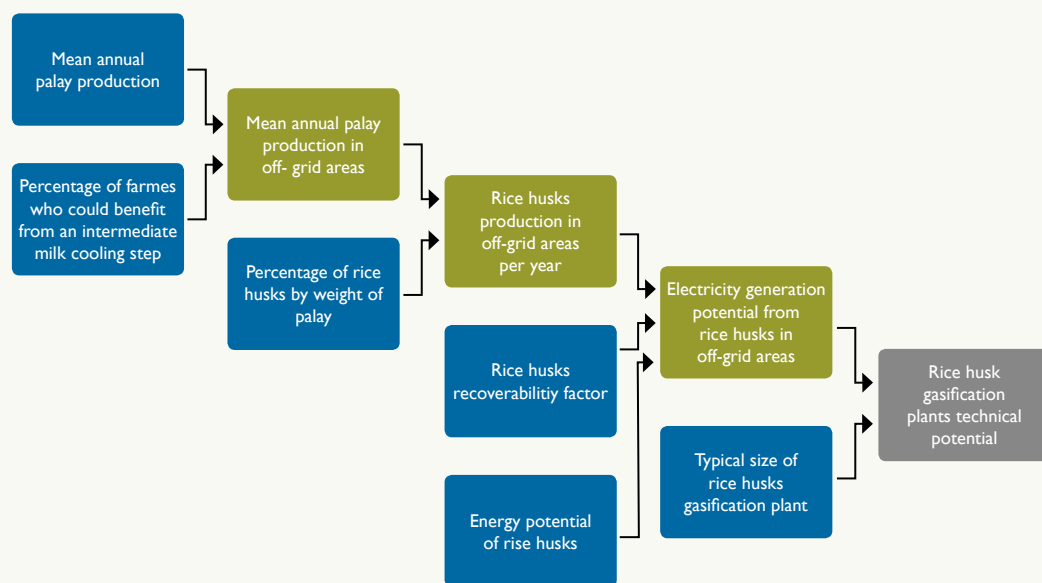 Mean annual
palay production
Percentage of farmes
who could benefit
from an intermediate
milk cooling step
Mean annual palay
production in
off- grid areas
Percentage of rice
husks by weight of
palay
Rice husks
production in
off-grid areas
per year
Rice husks
recoverabilitiy factor
Energy potential
of rise husks
Electricity generation
potential from
rice husks in
off-grid areas
Typical size of
rice husks
gasification plant
Rice husk
gasification
plants technical
potential